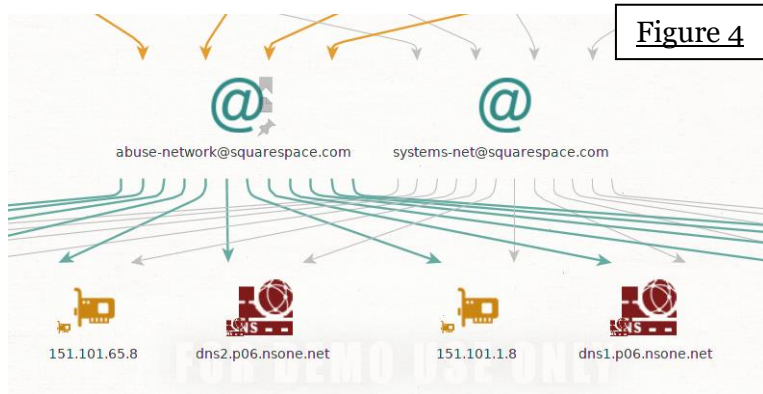 Figure 4
@ @
abuse-network@squarespace.com systems-net@squarespace.com
151.101.65.8 dns2.p06.nsone.net 151.101.1.8 dns1.p06.nsone.net
FOR DEMO USE ONLY